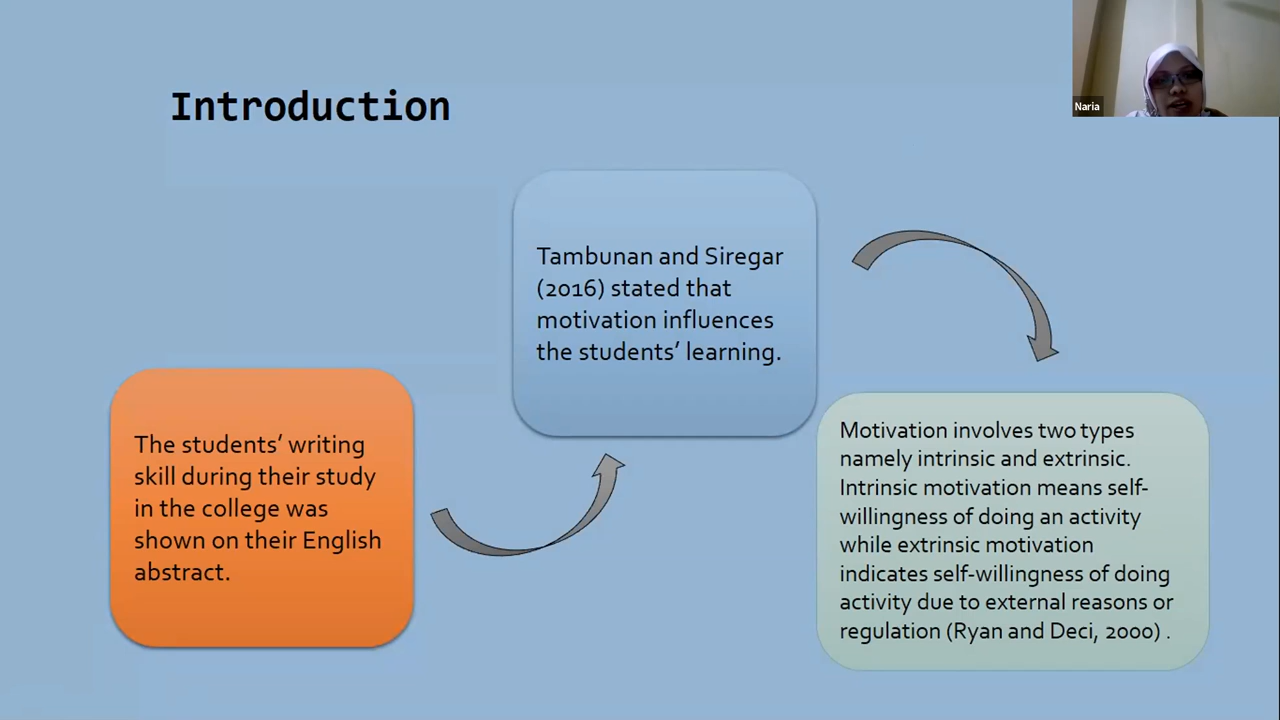 Introduction
Naria
The students' writing
skill during their study
in the college was
shown on their English
abstract.
Tambunan and Siregar
(2016) stated that
motivation influences
the students' learning.
Motivation involves two types
namely intrinsic and extrinsic.
Intrinsic motivation means self-
willingness of doing an activity
while extrinsic motivation
indicates self-willingness of doing
activity due to external reasons or
regulation (Ryan and Deci, 2000) .